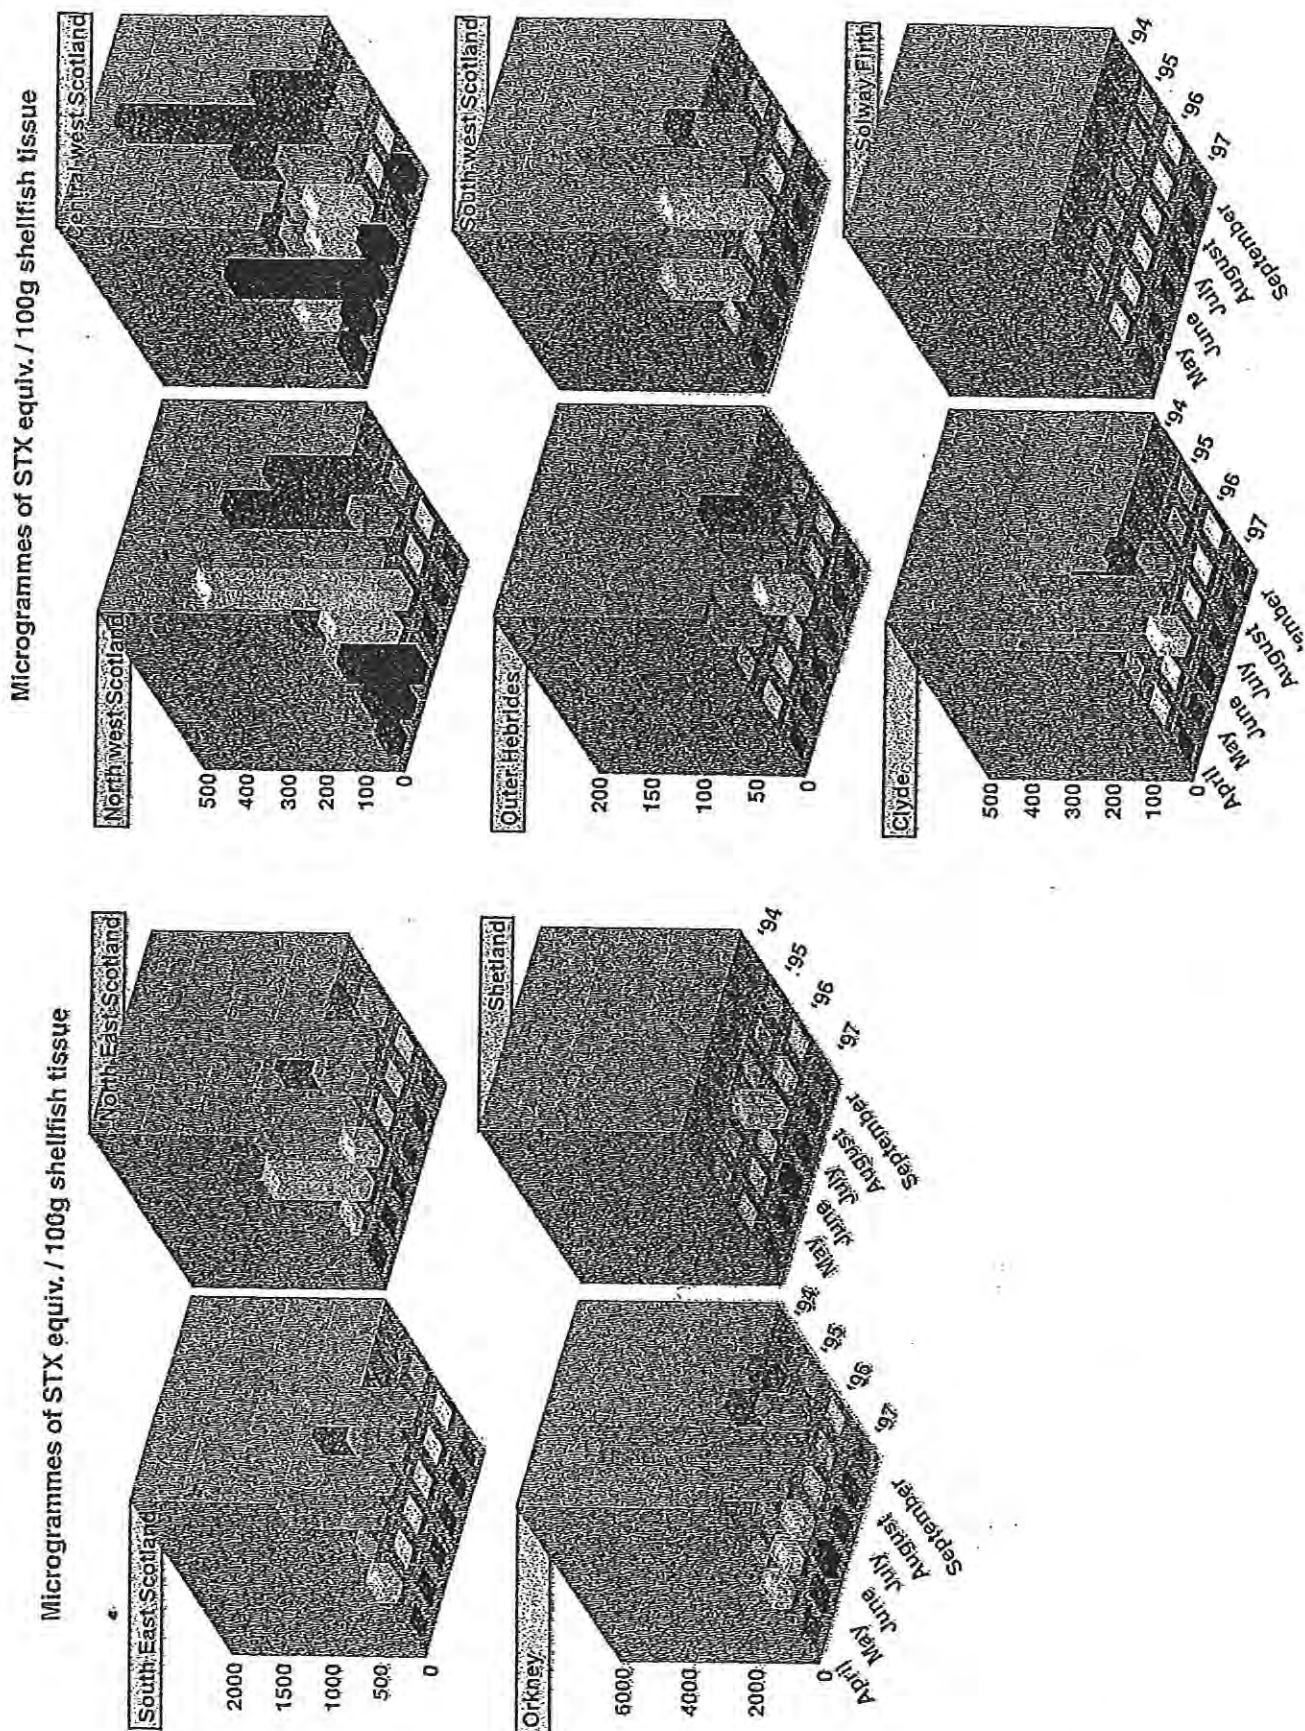 Microgrammes of STX equiv. / 100g shellfish tissue
South East Scotland
North East Scotland
2000
1500
1000
500
0
Orkney
Shetland
6000
4000
2000
0
April
May
June
July
August
September
'94
'95
'96
'97
May
June
July
August
September
'94
'95
'96
'97
Microgrammes of STX equiv. / 100g shellfish tissue
North west Scotland
Central west Scotland
500
400
300
200
100
0
Outer Hebrides
South west Scotland
200
150
100
50
0
Clyde
Solway Firth
500
400
300
200
100
0
April
May
June
July
August
'94
'95
'96
'97
May
June
July
August
September
'94
'95
'96
'97